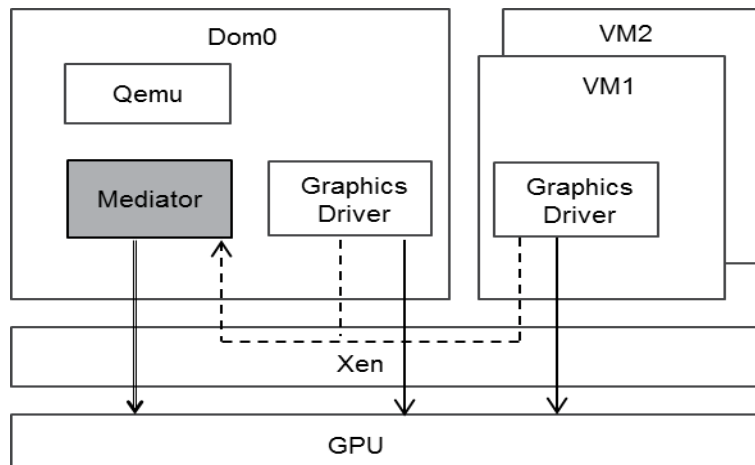 Dom0
VM2
VM1
Qemu
Mediator
Graphics
Driver
Graphics
Driver
Xen
GPU